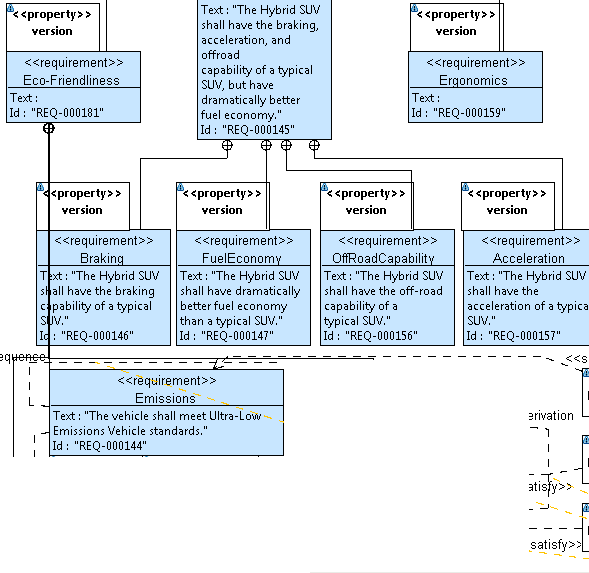 <<property>>
version
<<requirement>>
Eco-Friendliness
Text :
Id : "REQ-000181"
Text : "The Hybrid SUV
shall have the braking,
acceleration, and
offroad
capability of a typical
SUV, but have
dramatically better
fuel economy."
Id : "REQ-000145"
<<property>>
version
<<requirement>>
Ergonomics
Text :
Id : "REQ-000159"
<<property>>
version
<<requirement>>
Braking
Text : "The Hybrid SUV
shall have the braking
capability of a typical
SUV."
Id : "REQ-000146"
<<property>>
version
<<requirement>>
FuelEconomy
Text : "The Hybrid SUV
shall have dramatically
better fuel economy
than a typical SUV."
Id : "REQ-000147"
<<property>>
version
<<requirement>>
OffRoadCapability
Text : "The Hybrid SUV
shall have the off-road
capability of a
typical SUV."
Id : "REQ-000156"
<<property>>
version
<<requirement>>
Acceleration
Text : "The Hybrid SUV
shall have the
acceleration of a typica
SUV."
Id : "REQ-000157"
equence
<<s
<<requirement>>
Emissions
Text : "The vehicle shall meet Ultra-Low
Emissions Vehicle standards."
Id : "REQ-000144"
erivation
atisfy>>
satisfy>>